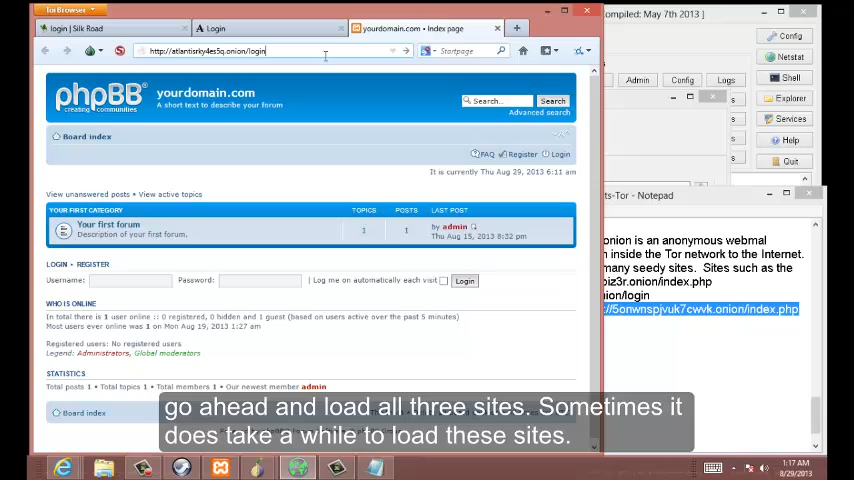 TorBrowser
login | Silk Road
Login
yourdomain.com • Index page
http://atlantisrky4es5q.onion/login
Startpage
phpBB
creating communities
yourdomain.com
A short text to describe your forum
Search...
Search
Advanced search
Board index
FAQ Register Login
It is currently Thu Aug 29, 2013 6:11 am
View unanswered posts • View active topics
YOUR FIRST CATEGORY TOPICS POSTS LAST POST
Your first forum
Description of your first forum.
1 1
by admin
Thu Aug 15, 2013 8:32 pm
LOGIN • REGISTER
Username: Password: | Log me on automatically each visit Login
WHO IS ONLINE
In total there is 1 user online :: 0 registered, 0 hidden and 1 guest (based on users active over the past 5 minutes)
Most users ever online was 1 on Mon Aug 19, 2013 1:27 am
Registered users: No registered users
Legend: Administrators, Global moderators
STATISTICS
Total posts 1 • Total topics 1 • Total members 1 • Our newest member admin
Board index
go ahead and load all three sites. Sometimes it
does take a while to load these sites.
Compiled: May 7th 2013 ]
Config
Netstat
Admin Config Logs
Shell
Explorer
Services
Help
Quit
ts-Tor - Notepad
onion is an anonymous webmal
n inside the Tor network to the Internet.
many seedy sites. Sites such as the
biz3r.onion/index.php
nion/login
://5onwnspjvuk7cwvk.onion/index.php
1:17 AM
8/29/2013